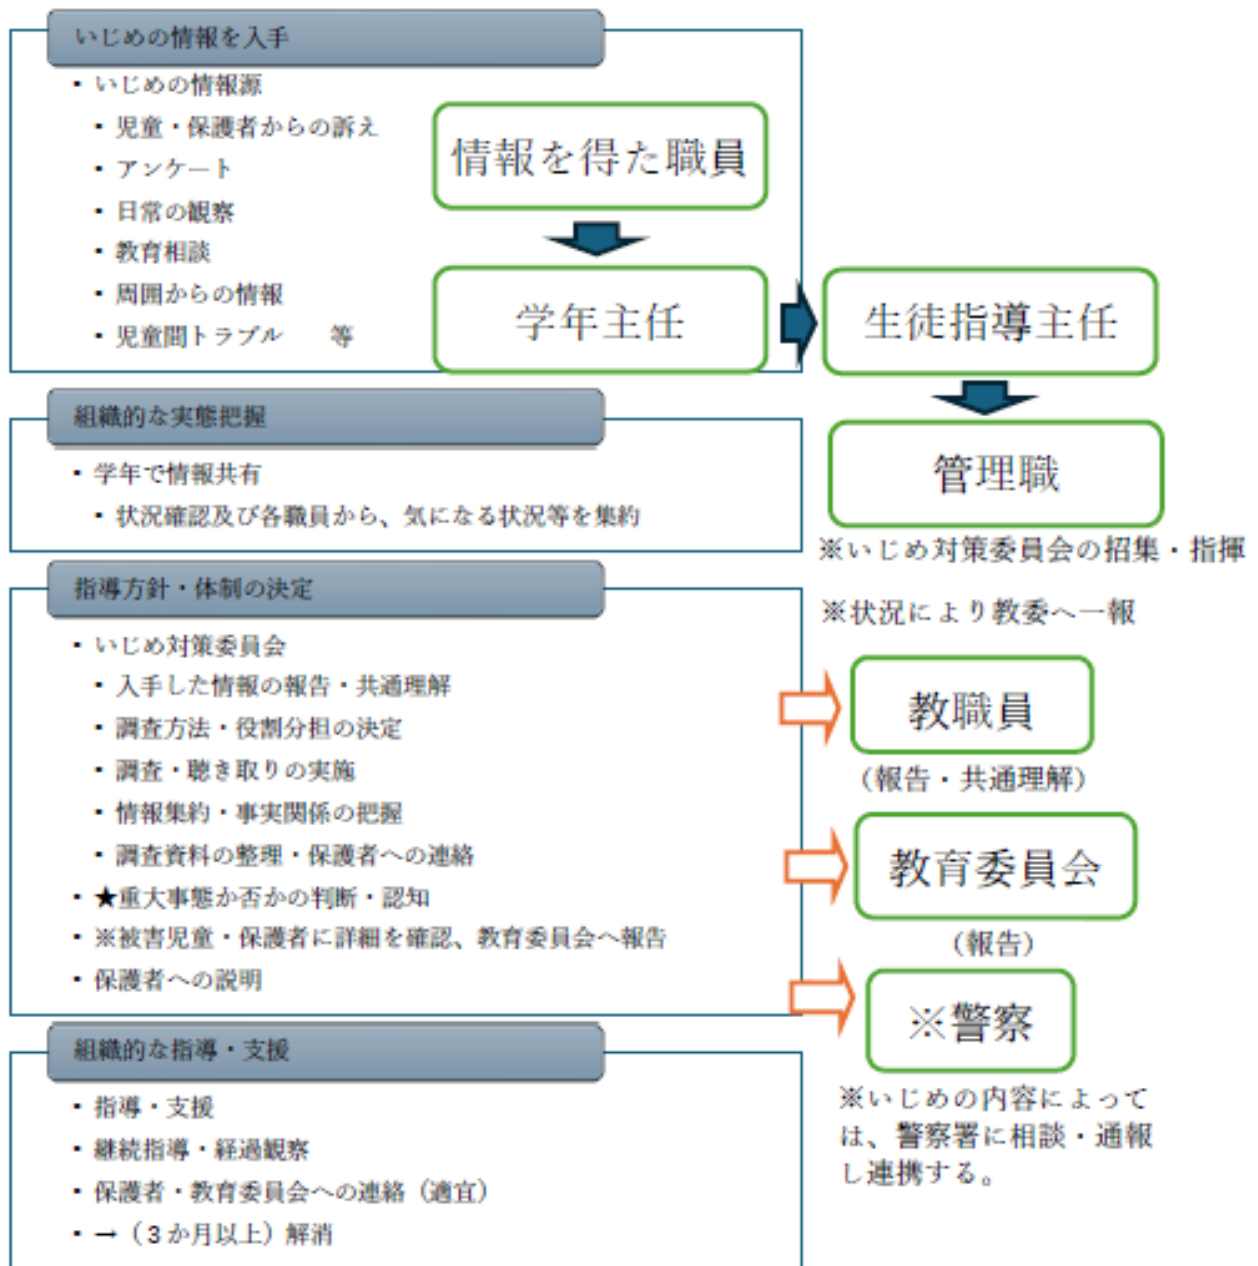 いじめの情報を入手
・いじめの情報源
・児童・保護者からの訴え
・アンケート
・日常の観察
・教育相談
・周囲からの情報
・児童間トラブル　等
情報を得た職員
学年主任
生徒指導主任
管理職
※いじめ対策委員会の招集・指揮
※状況により教委へ一報
組織的な実態把握
・学年で情報共有
・状況確認及び各職員から、気になる状況等を集約
指導方針・体制の決定
・いじめ対策委員会
・入手した情報の報告・共通理解
・調査方法・役割分担の決定
・調査・聴き取りの実施
・情報集約・事実関係の把握
・調査資料の整理・保護者への連絡
・★重大事態か否かの判断・認知
・※被害児童・保護者に詳細を確認、教育委員会へ報告
・保護者への説明
教職員
（報告・共通理解）
教育委員会
（報告）
※警察
※いじめの内容によって
は、警察署に相談・通報
し連携する。
組織的な指導・支援
・指導・支援
・継続指導・経過観察
・保護者・教育委員会への連絡（適宜）
・→（３か月以上）解消